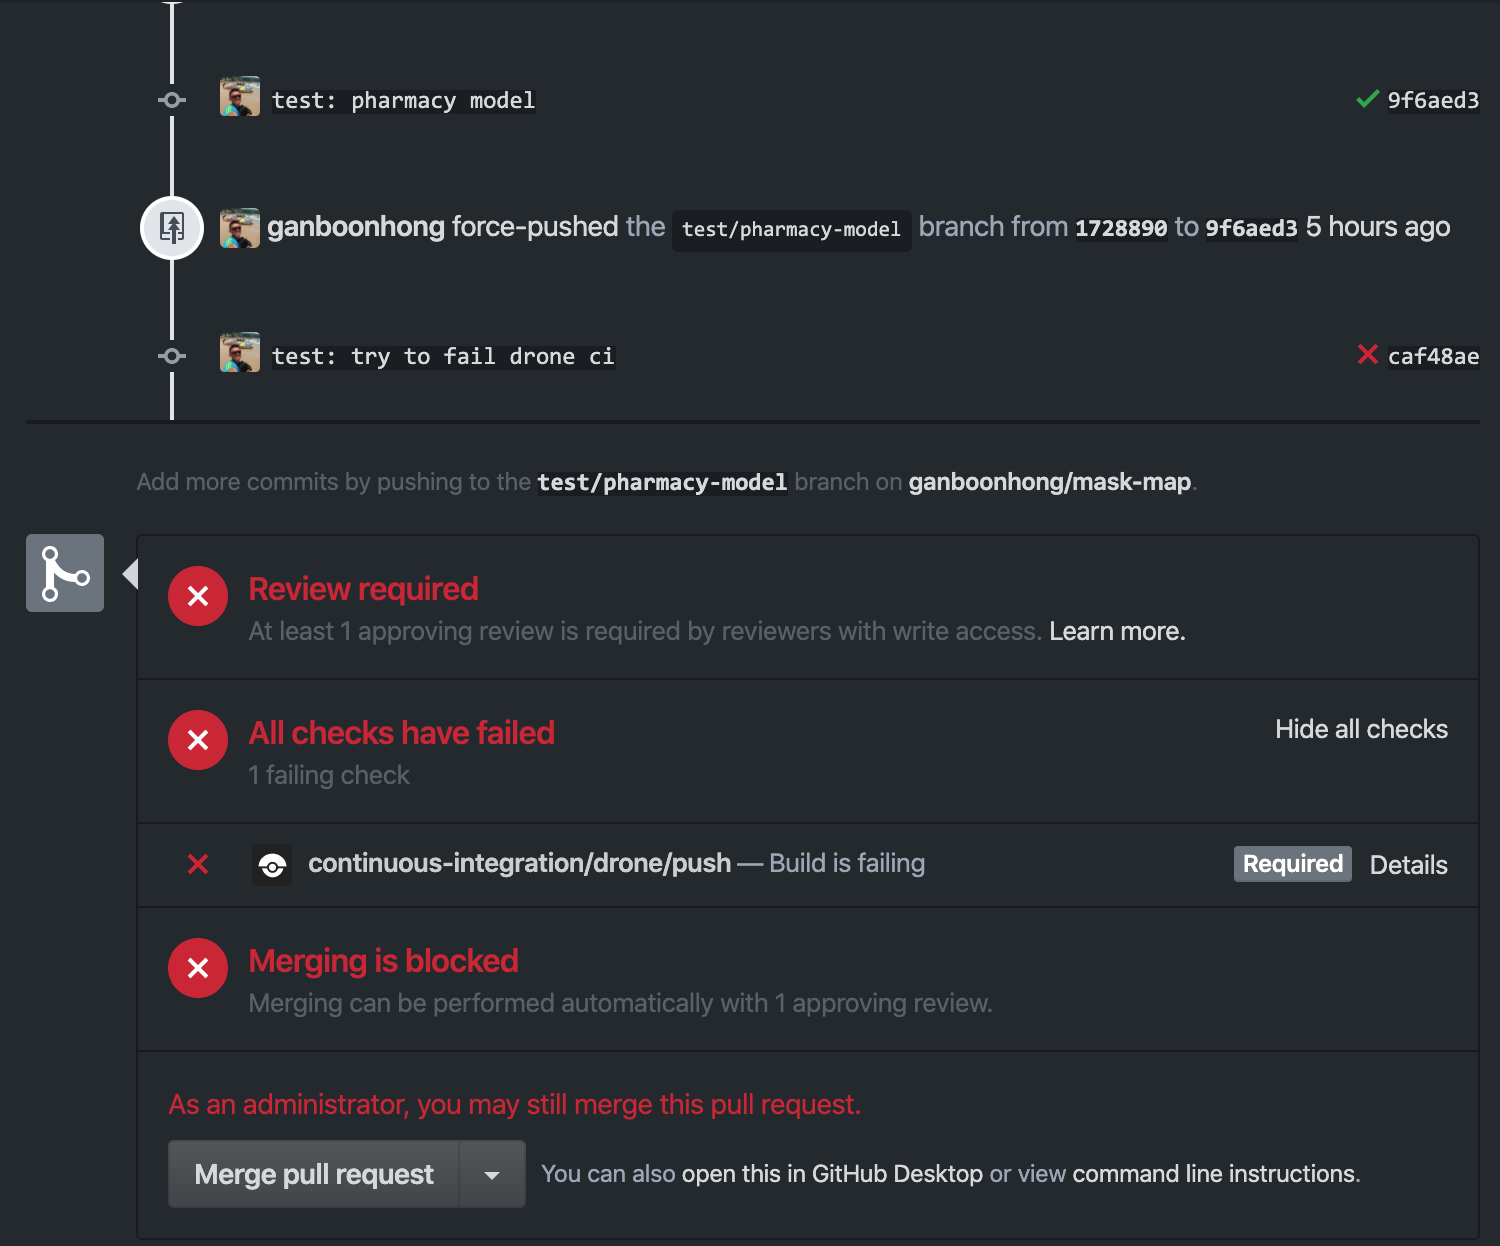 test: pharmacy model 9f6aed3
ganboonhong force-pushed the test/pharmacy-model branch from 1728890 to 9f6aed3 5 hours ago
test: try to fail drone ci caf48ae
Add more commits by pushing to the test/pharmacy-model branch on ganboonhong/mask-map.
Review required
At least 1 approving review is required by reviewers with write access. Learn more.
All checks have failed Hide all checks
1 failing check
continuous-integration/drone/push — Build is failing Required Details
Merging is blocked
Merging can be performed automatically with 1 approving review.
As an administrator, you may still merge this pull request.
Merge pull request You can also open this in GitHub Desktop or view command line instructions.